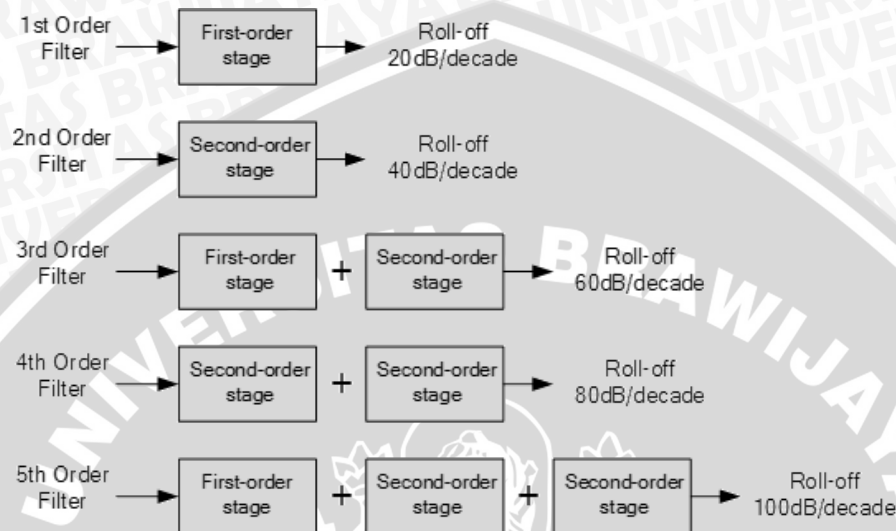 1st Order
Filter
First-order
stage
Roll-off
20dB/decade
2nd Order
Filter
Second-order
stage
Roll-off
40dB/decade
3rd Order
Filter
First-order
stage
+
Second-order
stage
Roll-off
60dB/decade
4th Order
Filter
Second-order
stage
+
Second-order
stage
Roll-off
80dB/decade
5th Order
Filter
First-order
stage
+
Second-order
stage
+
Second-order
stage
Roll-off
100dB/decade
UNIVERSITAS BRAWIJAYA